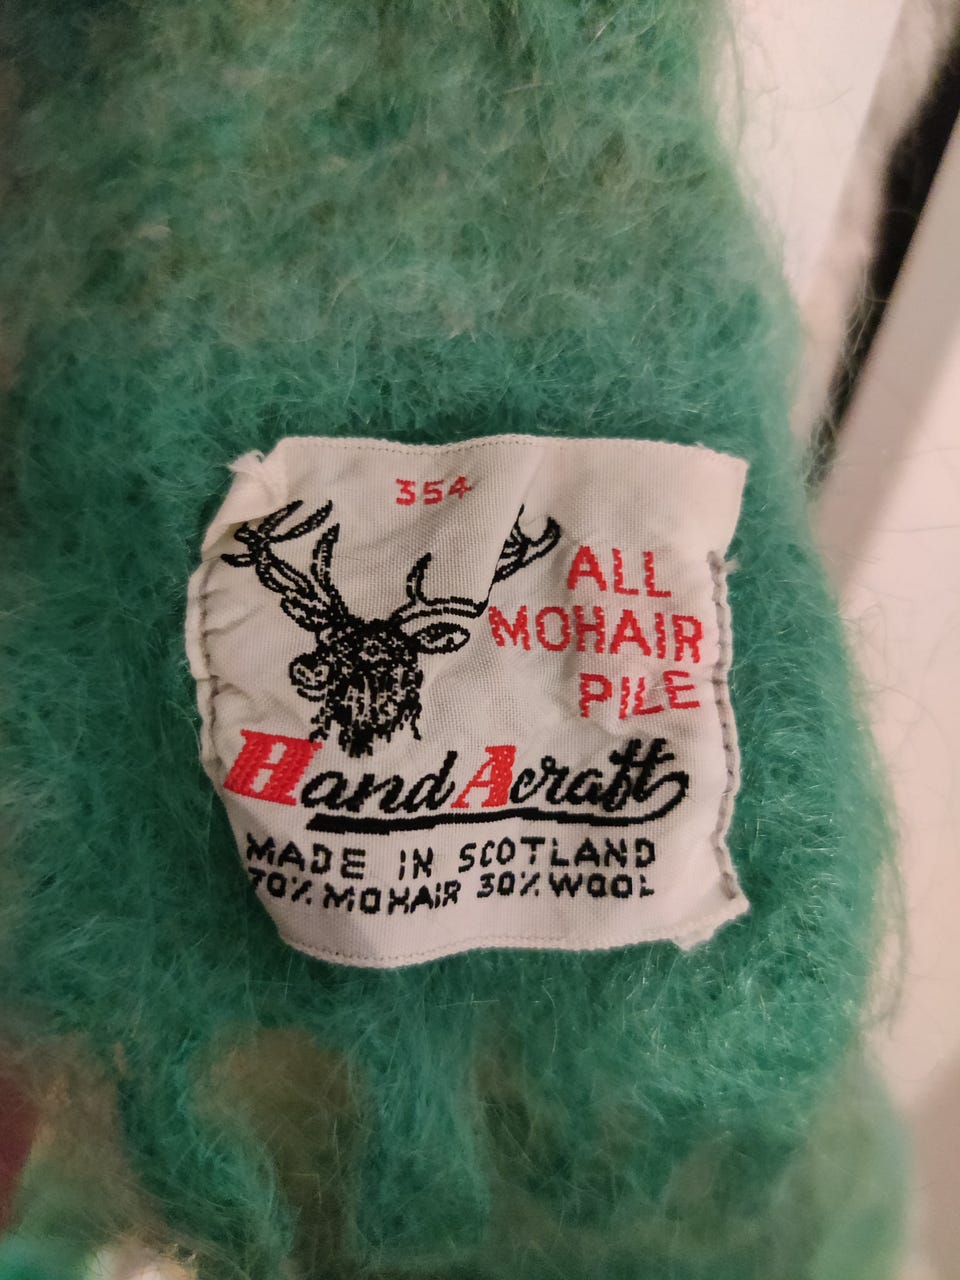 354
ALL
MOHAIR
PILE
HandAcraft
MADE IN SCOTLAND
70% MOHAIR 30% WOOL